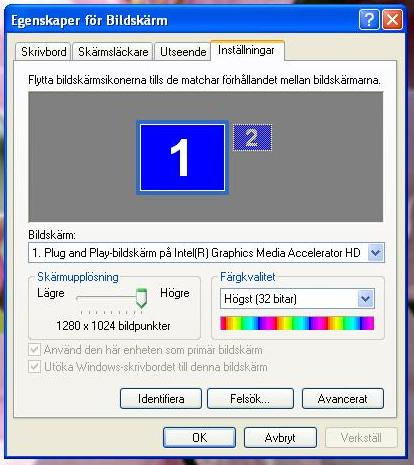 Egenskaper för Bildskärm
Skrivbord Skärmsläckare Utseende Inställningar
Flytta bildskärmsikonerna tills de matchar förhållandet mellan bildskärmarna.
1 2
Bildskärm:
1. Plug and Play-bildskärm på Intel(R) Graphics Media Accelerator HD
Skärmupplösning
Lägre Högre
1280 x 1024 bildpunkter
Färgkvalitet
Högst (32 bitar)
Använd den här enheten som primär bildskärm
Utöka Windows-skrivbordet till denna bildskärm
Identifiera Felsök... Avancerat
OK Avbryt Verkställ